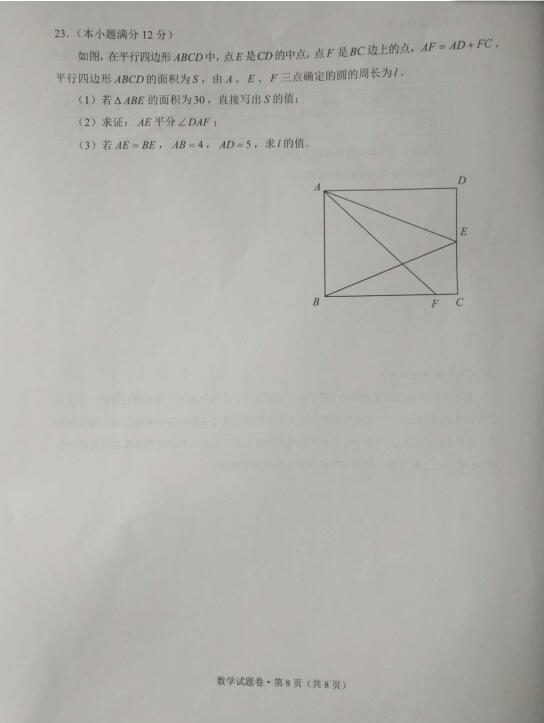 23.（本小题满分 12 分）
如图，在平行四边形 ABCD 中，点 E 是 CD 的中点，点 F 是 BC 边上的点，AF = AD + FC．
平行四边形 ABCD 的面积为 S，由 A、E、F 三点确定的圆的周长为 l．
（1）若 △ABE 的面积为 30，直接写出 S 的值；
（2）求证：AE 平分 ∠DAF；
（3）若 AE = BE，AB = 4，AD = 5，求 l 的值．
A
D
E
B
F
C
数学试题卷·第 8 页（共 8 页）